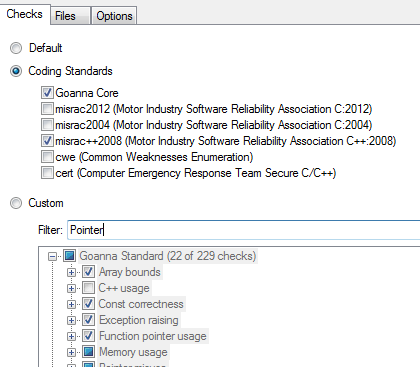 Checks Files Options
Default
Coding Standards
Goanna Core
misrac2012 (Motor Industry Software Reliability Association C:2012)
misrac2004 (Motor Industry Software Reliability Association C:2004)
misrac++2008 (Motor Industry Software Reliability Association C++:2008)
cwe (Common Weaknesses Enumeration)
cert (Computer Emergency Response Team Secure C/C++)
Custom
Filter: Pointer
Goanna Standard (22 of 229 checks)
Array bounds
C++ usage
Const correctness
Exception raising
Function pointer usage
Memory usage
Pointer misuse